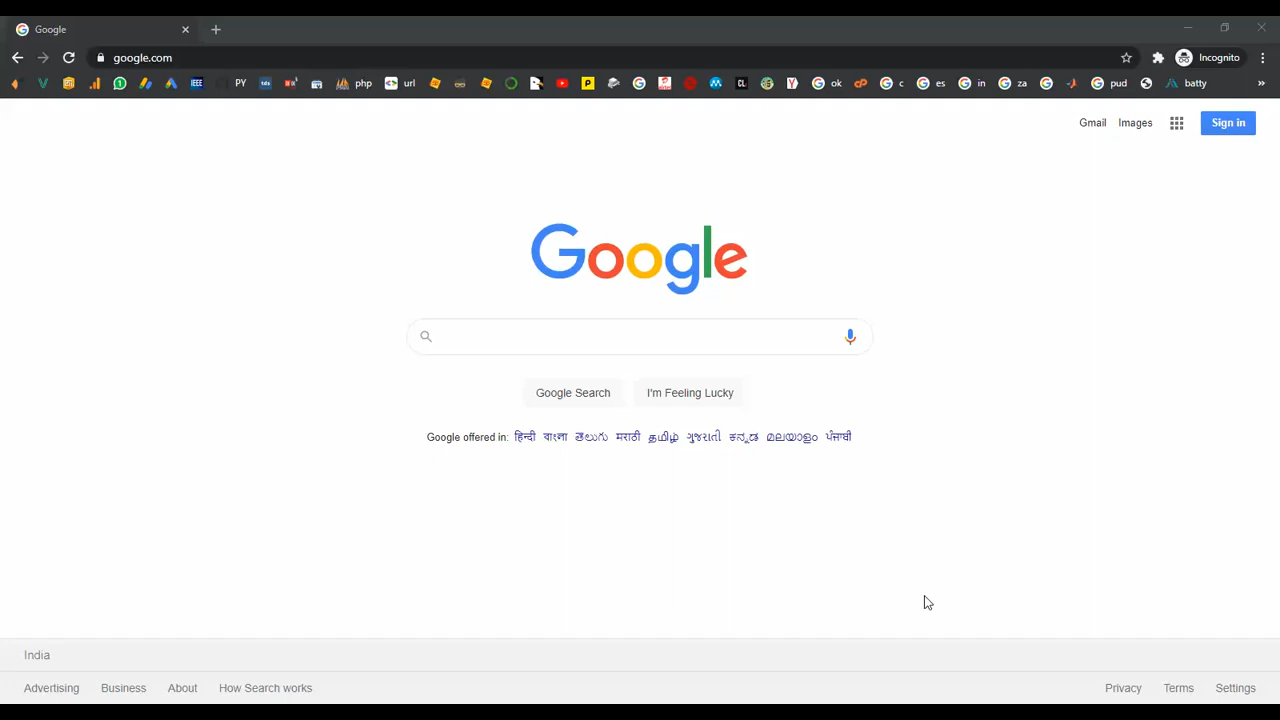 Google
google.com
Incognito
PY php url ok c es in za pud batty
Gmail Images Sign in
Google
Google Search I'm Feeling Lucky
Google offered in: हिन्दी বাংলা తెలుగు मराठी தமிழ் ગુજરાતી ಕನ್ನಡ മലയാളം ਪੰਜਾਬੀ
India
Advertising Business About How Search works Privacy Terms Settings